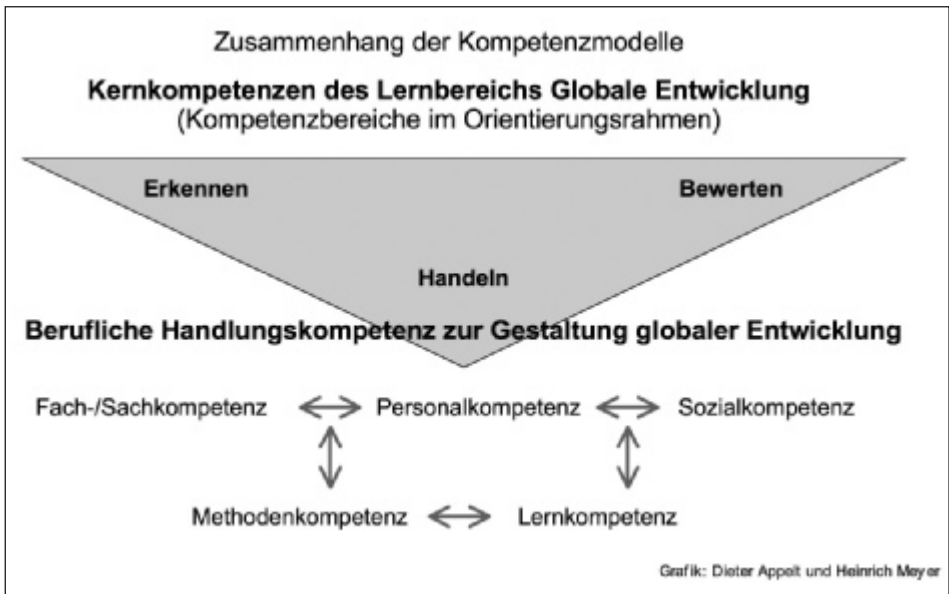 Zusammenhang der Kompetenzmodelle
Kernkompetenzen des Lernbereichs Globale Entwicklung
(Kompetenzbereiche im Orientierungsrahmen)
Erkennen Bewerten
Handeln
Berufliche Handlungskompetenz zur Gestaltung globaler Entwicklung
Fach-/Sachkompetenz Personalkompetenz Sozialkompetenz
Methodenkompetenz Lernkompetenz
Grafik: Dieter Appelt und Heinrich Meyer